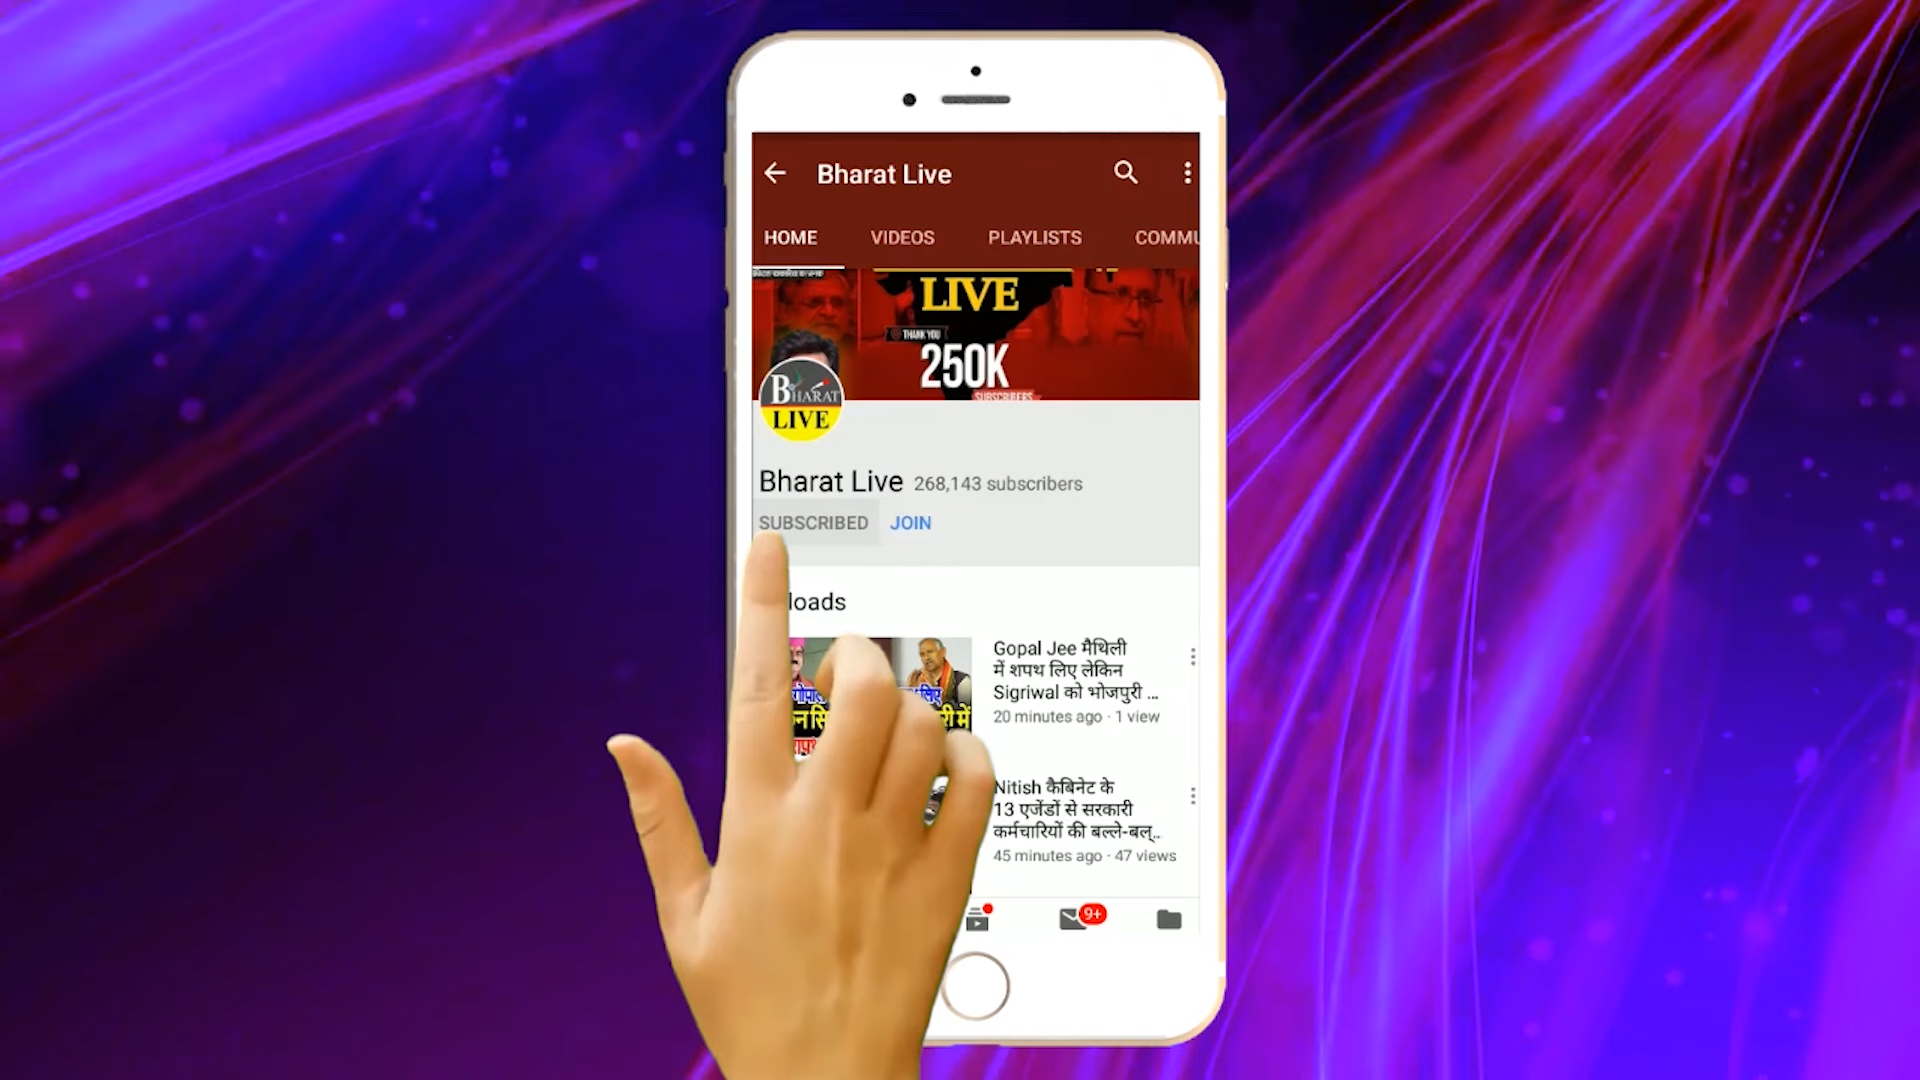 Bharat Live
HOME VIDEOS PLAYLISTS COMMU
LIVE
THANK YOU
250K
SUBSCRIBERS
BHARAT
LIVE
Bharat Live 268,143 subscribers
SUBSCRIBED JOIN
loads
Gopal Jee मैथिली
में शपथ लिए लेकिन
Sigriwal को भोजपुरी ...
20 minutes ago · 1 view
गोपाल
लिए
न सि
री में
Nitish कैबिनेट के
13 एजेंडों से सरकारी
कर्मचारियों की बल्ले-बल्...
45 minutes ago · 47 views
9+